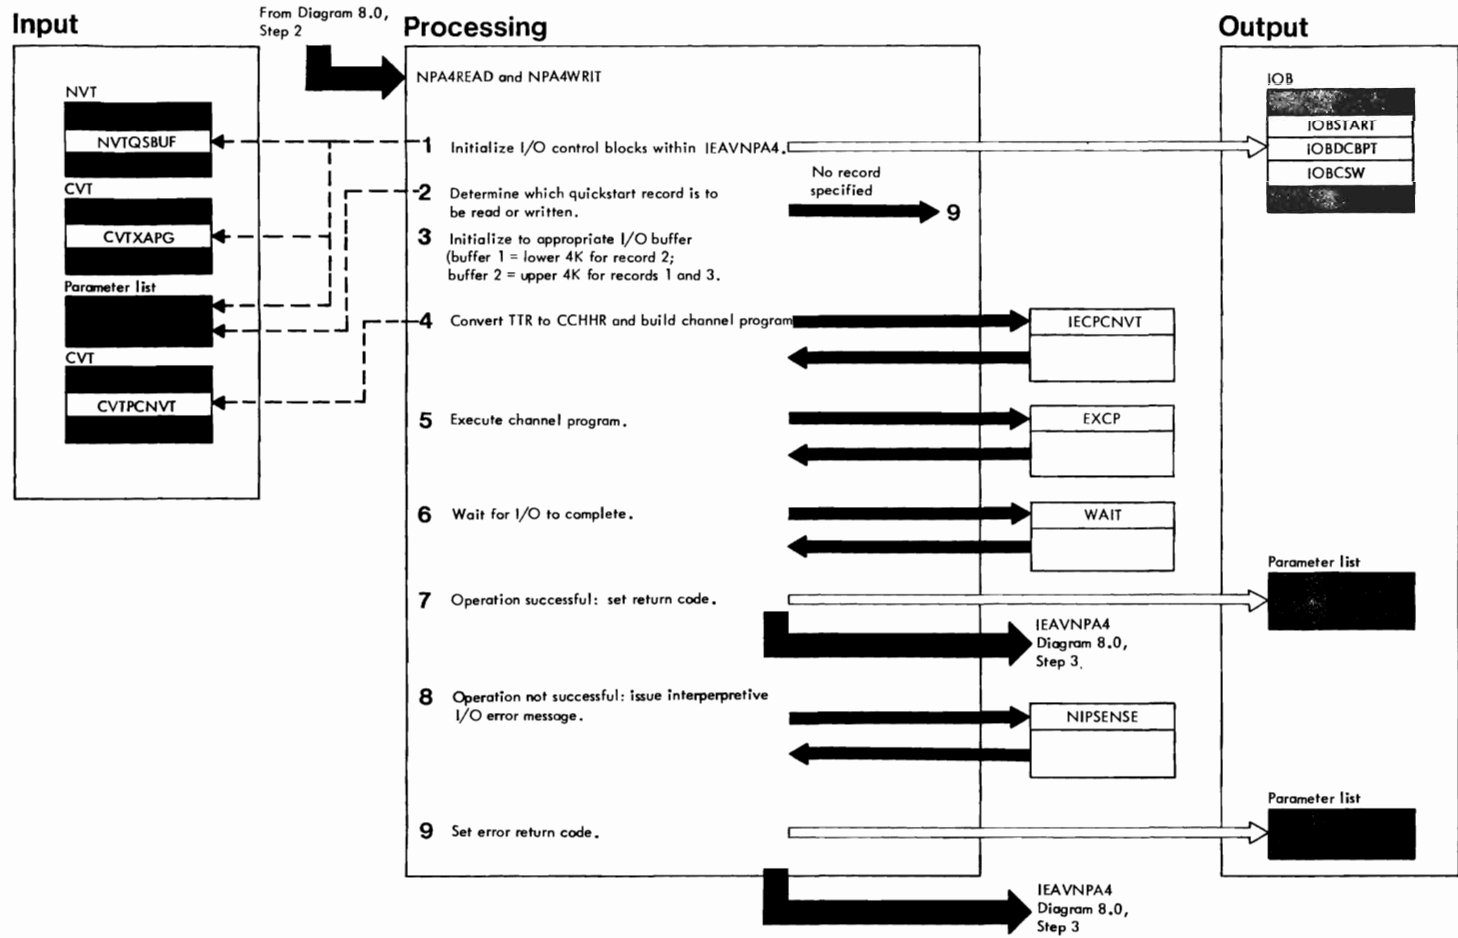 Input
NVT
NVTQSBUF
CVT
CVTXAPG
Parameter list
CVT
CVTPCNVT
From Diagram 8.0,
Step 2
Processing
NPA4READ and NPA4WRIT
1 Initialize I/O control blocks within IEAVNPA4.
2 Determine which quickstart record is to
be read or written.
No record
specified
9
3 Initialize to appropriate I/O buffer
(buffer 1 = lower 4K for record 2;
buffer 2 = upper 4K for records 1 and 3.
4 Convert TTR to CCHHR and build channel program
IECPCNVT
5 Execute channel program.
EXCP
6 Wait for I/O to complete.
WAIT
7 Operation successful: set return code.
IEAVNPA4
Diagram 8.0,
Step 3.
8 Operation not successful: issue interperpretive
I/O error message.
NIPSENSE
9 Set error return code.
IEAVNPA4
Diagram 8.0,
Step 3
Output
IOB
IOBSTART
IOBDCBPT
IOBCSW
Parameter list
Parameter list